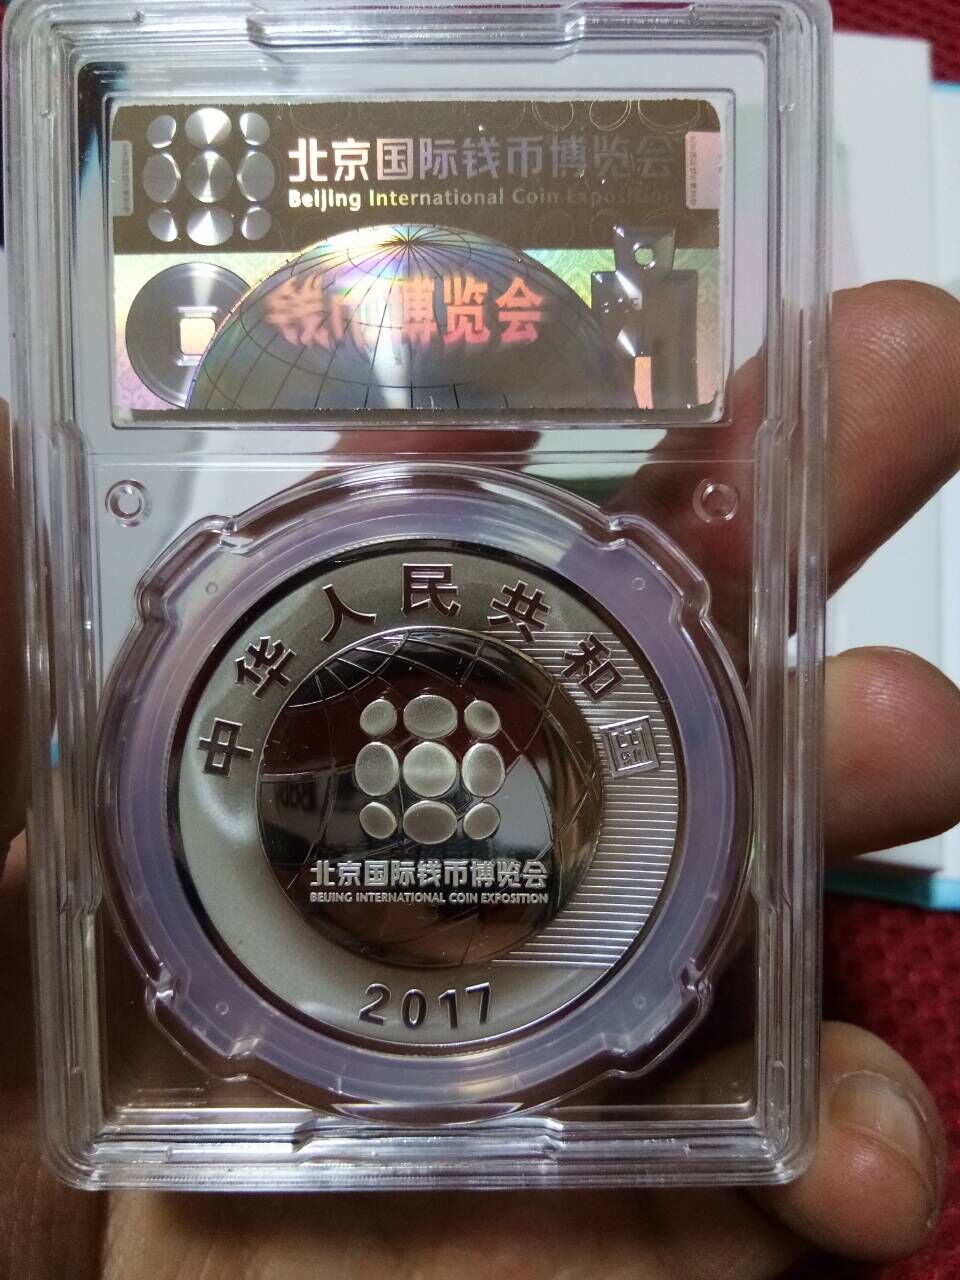 北京国际钱币博览会
Beijing International Coin Exposition
钱币博览会
中华人民共和国
北京国际钱币博览会
BEIJING INTERNATIONAL COIN EXPOSITION
2017